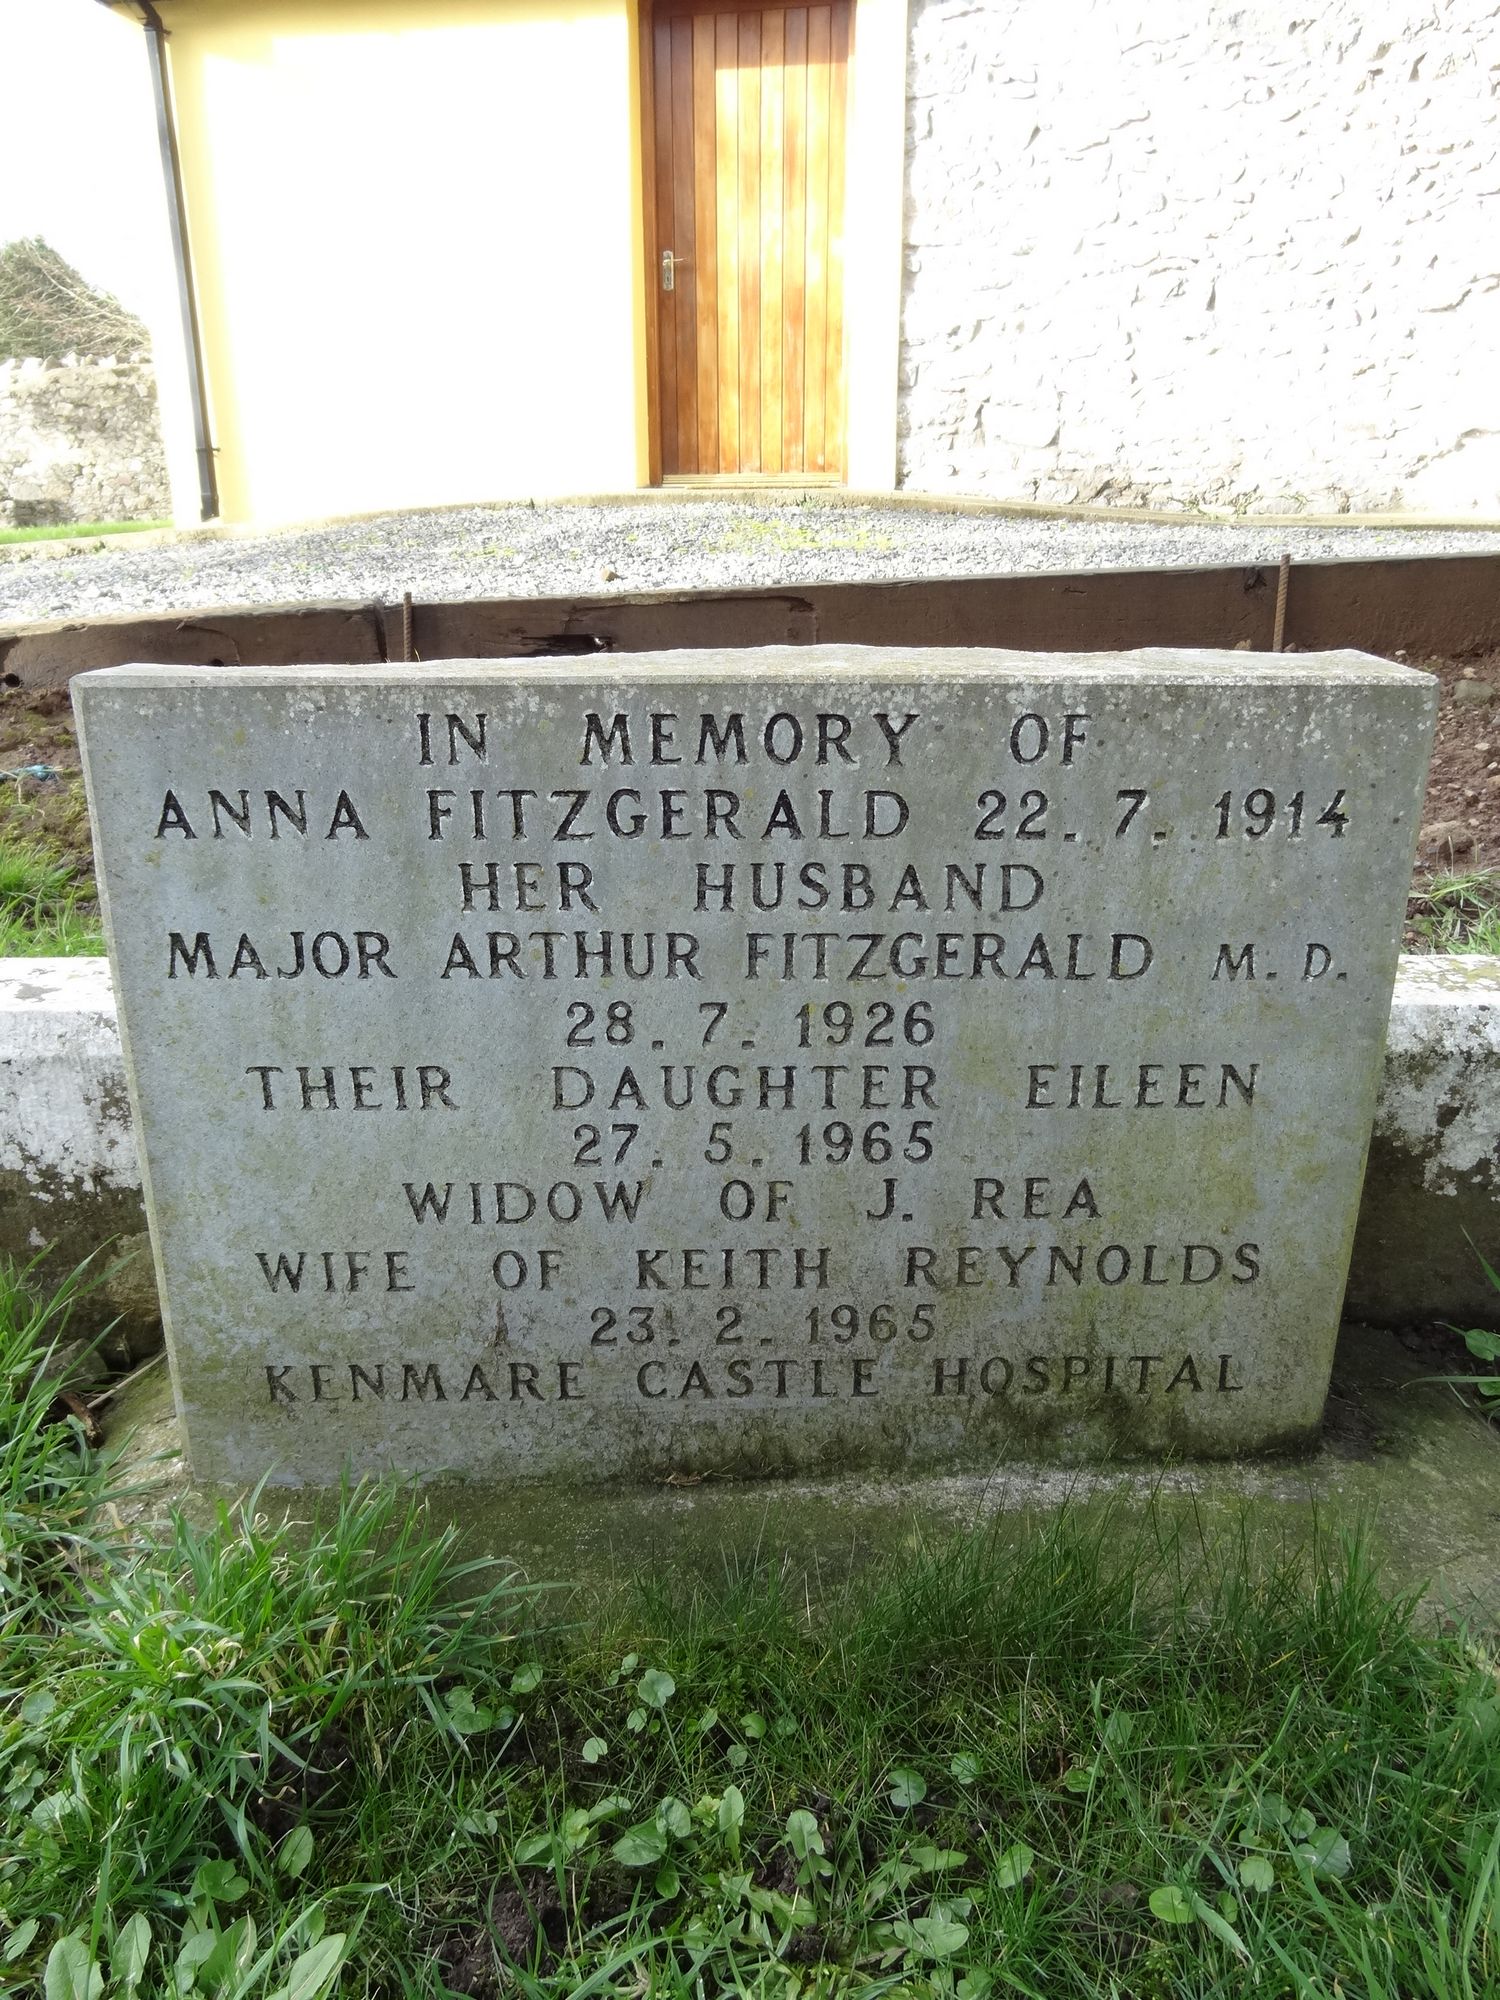 IN MEMORY OF
ANNA FITZGERALD 22.7.1914
HER HUSBAND
MAJOR ARTHUR FITZGERALD M.D.
28.7.1926
THEIR DAUGHTER EILEEN
27.5.1965
WIDOW OF J. REA
WIFE OF KEITH REYNOLDS
23.2.1965
KENMARE CASTLE HOSPITAL